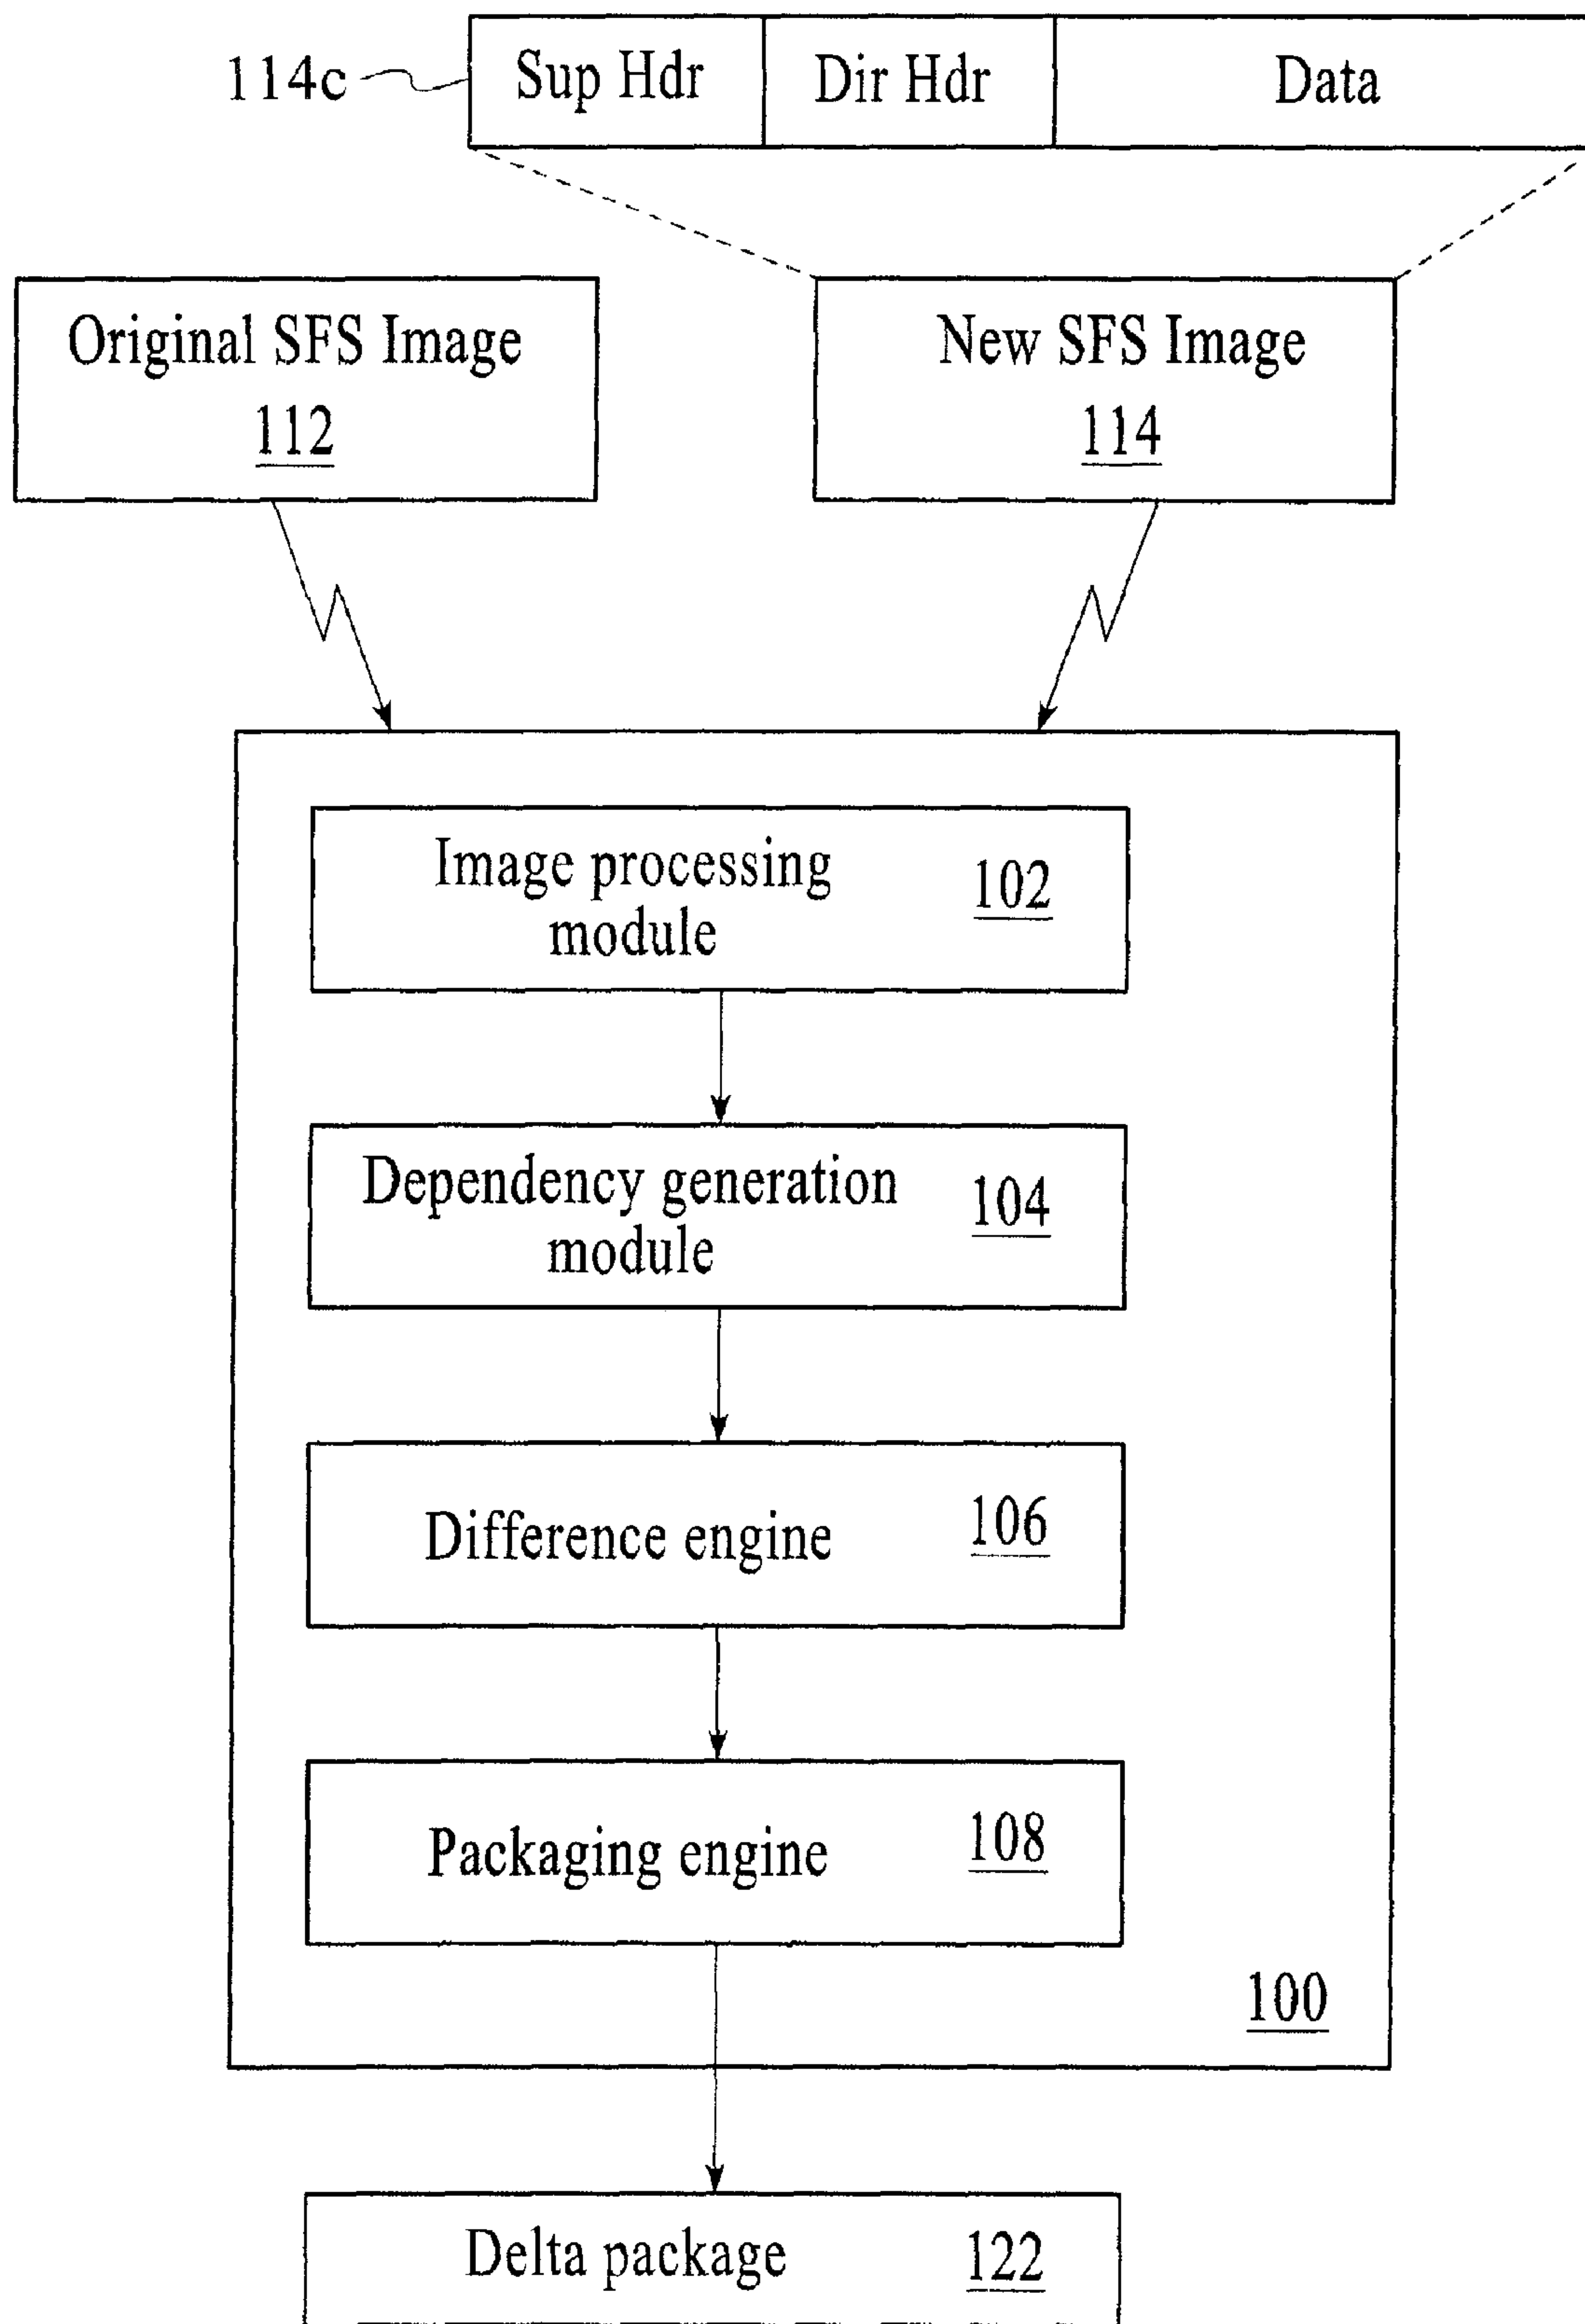 114c Sup Hdr Dir Hdr Data
Original SFS Image
112
New SFS Image
114
Image processing
module
102
Dependency generation
module
104
Difference engine 106
Packaging engine 108
100
Delta package 122